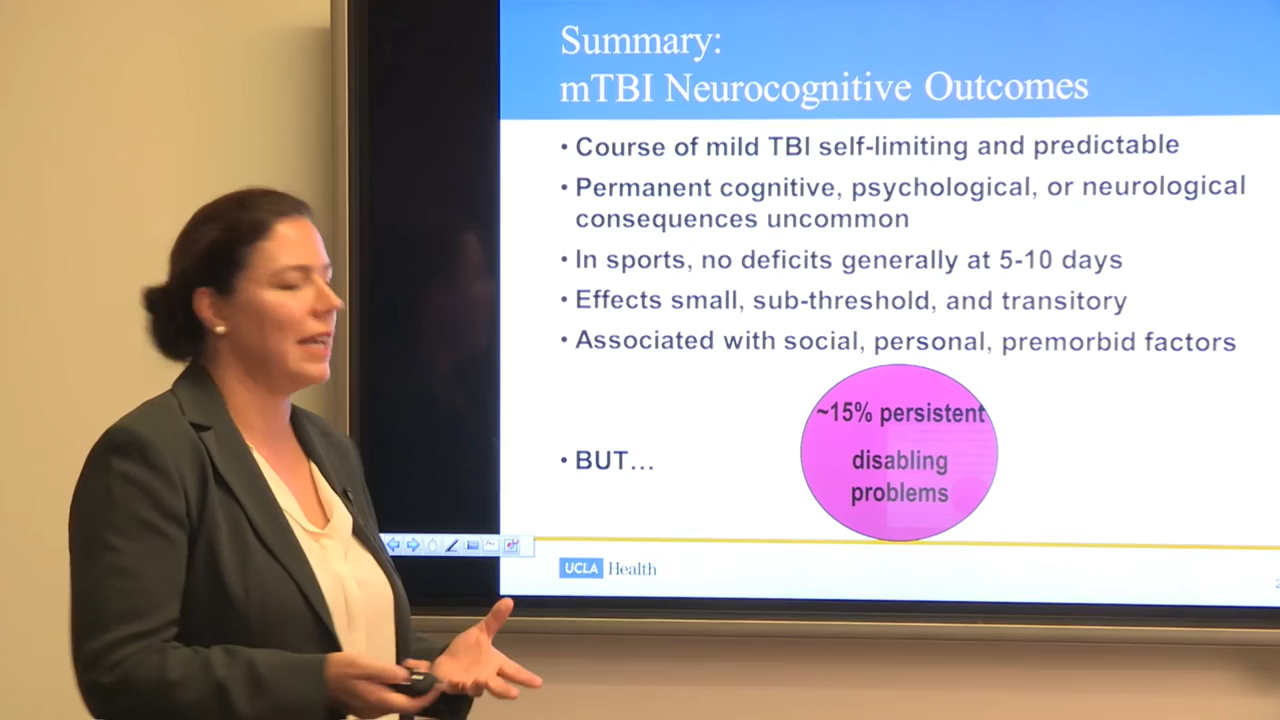 Summary:
mTBI Neurocognitive Outcomes
• Course of mild TBI self-limiting and predictable
• Permanent cognitive, psychological, or neurological
consequences uncommon
• In sports, no deficits generally at 5-10 days
• Effects small, sub-threshold, and transitory
• Associated with social, personal, premorbid factors
• BUT...
~15% persistent
disabling
problems
UCLA Health